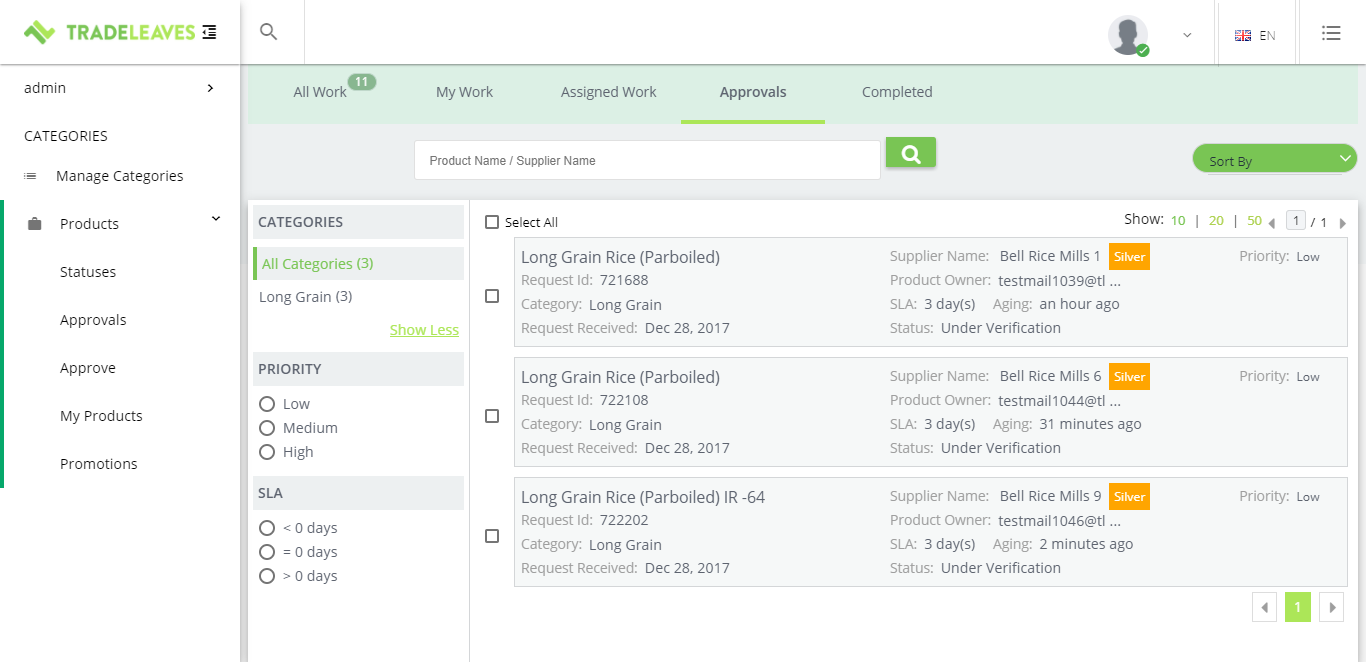 TRADELEAVES
EN
admin
CATEGORIES
Manage Categories
Products
Statuses
Approvals
Approve
My Products
Promotions
All Work 11
My Work
Assigned Work
Approvals
Completed
Product Name / Supplier Name
Sort By
CATEGORIES
All Categories (3)
Long Grain (3)
Show Less
PRIORITY
Low
Medium
High
SLA
< 0 days
= 0 days
> 0 days
Select All
Show: 10 | 20 | 50 1 / 1
Long Grain Rice (Parboiled) Supplier Name: Bell Rice Mills 1 Silver Priority: Low
Request Id: 721688 Product Owner: testmail1039@tl ...
Category: Long Grain SLA: 3 day(s) Aging: an hour ago
Request Received: Dec 28, 2017 Status: Under Verification
Long Grain Rice (Parboiled) Supplier Name: Bell Rice Mills 6 Silver Priority: Low
Request Id: 722108 Product Owner: testmail1044@tl ...
Category: Long Grain SLA: 3 day(s) Aging: 31 minutes ago
Request Received: Dec 28, 2017 Status: Under Verification
Long Grain Rice (Parboiled) IR -64 Supplier Name: Bell Rice Mills 9 Silver Priority: Low
Request Id: 722202 Product Owner: testmail1046@tl ...
Category: Long Grain SLA: 3 day(s) Aging: 2 minutes ago
Request Received: Dec 28, 2017 Status: Under Verification
1